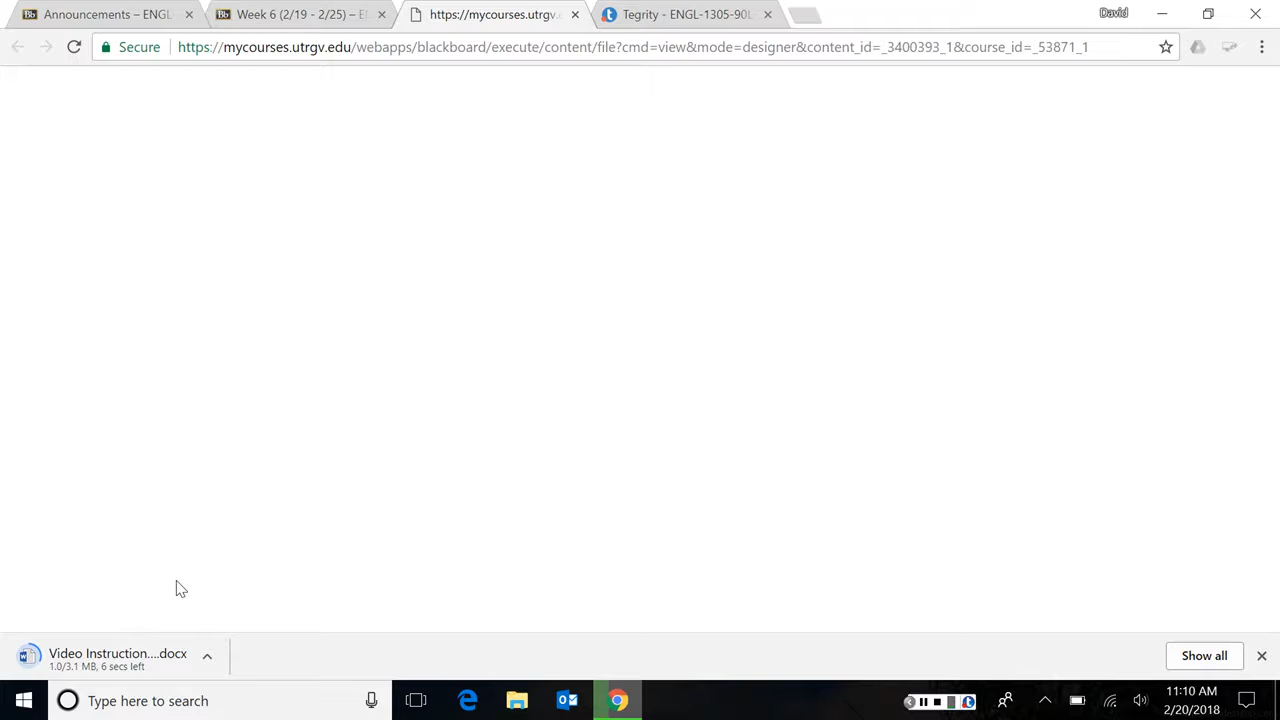 Announcements – ENGL
Week 6 (2/19 - 2/25) – E
https://mycourses.utrgv.e
Tegrity - ENGL-1305-90L
David
Secure
https://mycourses.utrgv.edu/webapps/blackboard/execute/content/file?cmd=view&mode=designer&content_id=_3400393_1&course_id=_53871_1
Video Instruction....docx
1.0/3.1 MB, 6 secs left
Show all
Type here to search
11:10 AM
2/20/2018